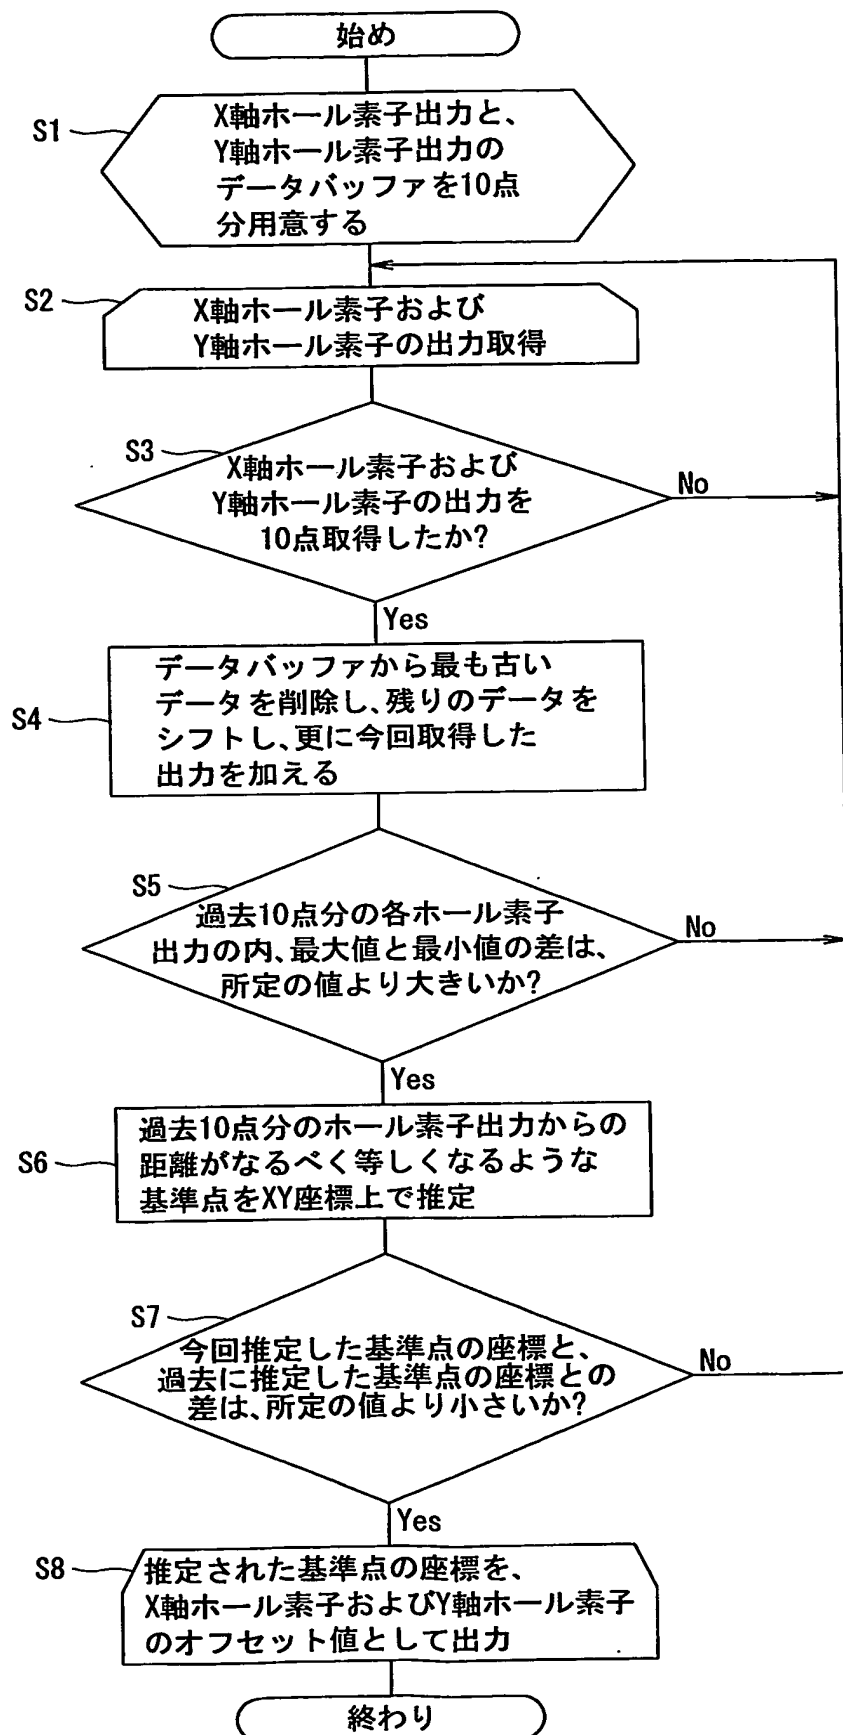 始め
S1
X軸ホール素子出力と、
Y軸ホール素子出力の
データバッファを10点
分用意する
S2
X軸ホール素子および
Y軸ホール素子の出力取得
S3
X軸ホール素子および
Y軸ホール素子の出力を
10点取得したか?
No
Yes
S4
データバッファから最も古い
データを削除し、残りのデータを
シフトし、更に今回取得した
出力を加える
S5
過去10点分の各ホール素子
出力の内、最大値と最小値の差は、
所定の値より大きいか?
No
Yes
S6
過去10点分のホール素子出力からの
距離がなるべく等しくなるような
基準点をXY座標上で推定
S7
今回推定した基準点の座標と、
過去に推定した基準点の座標との
差は、所定の値より小さいか?
No
Yes
S8
推定された基準点の座標を、
X軸ホール素子およびY軸ホール素子
のオフセット値として出力
終わり